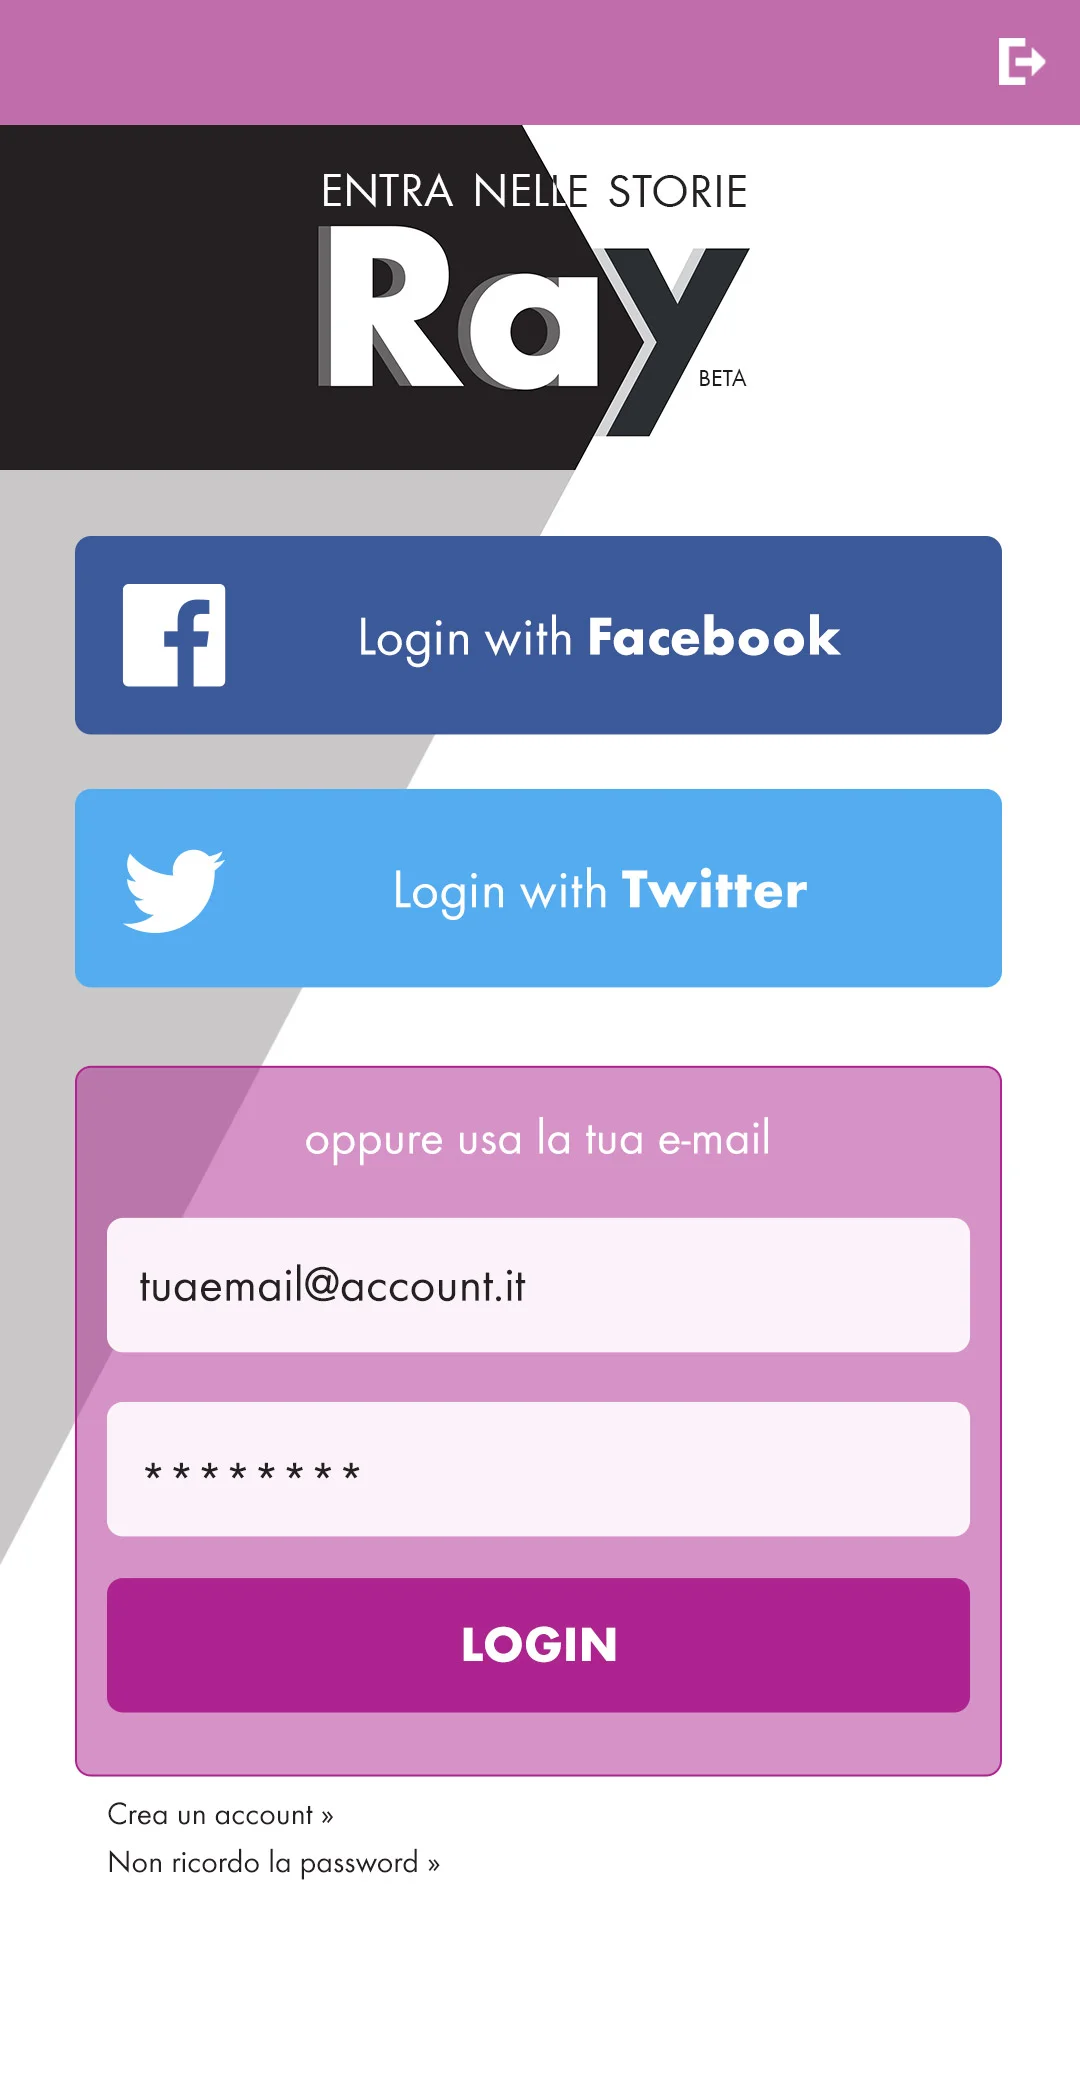 ENTRA NELLE STORIE
Ray
BETA
Login with Facebook
Login with Twitter
oppure usa la tua e-mail
tuaemail@account.it
********
LOGIN
Crea un account »
Non ricordo la password »